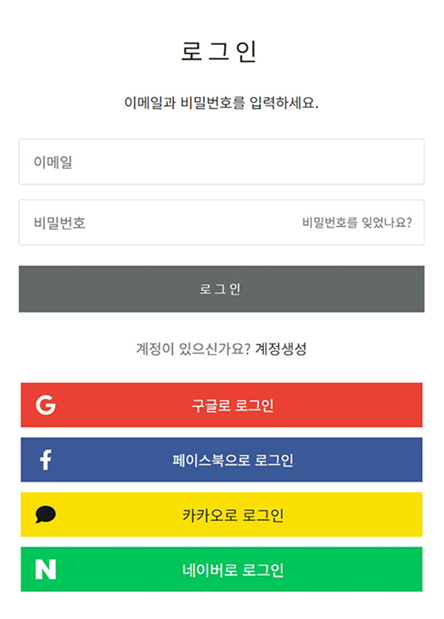 로그인
이메일과 비밀번호를 입력하세요.
이메일
비밀번호 비밀번호를 잊었나요?
로그인
계정이 있으신가요? 계정생성
G 구글로 로그인
f 페이스북으로 로그인
카카오로 로그인
N 네이버로 로그인